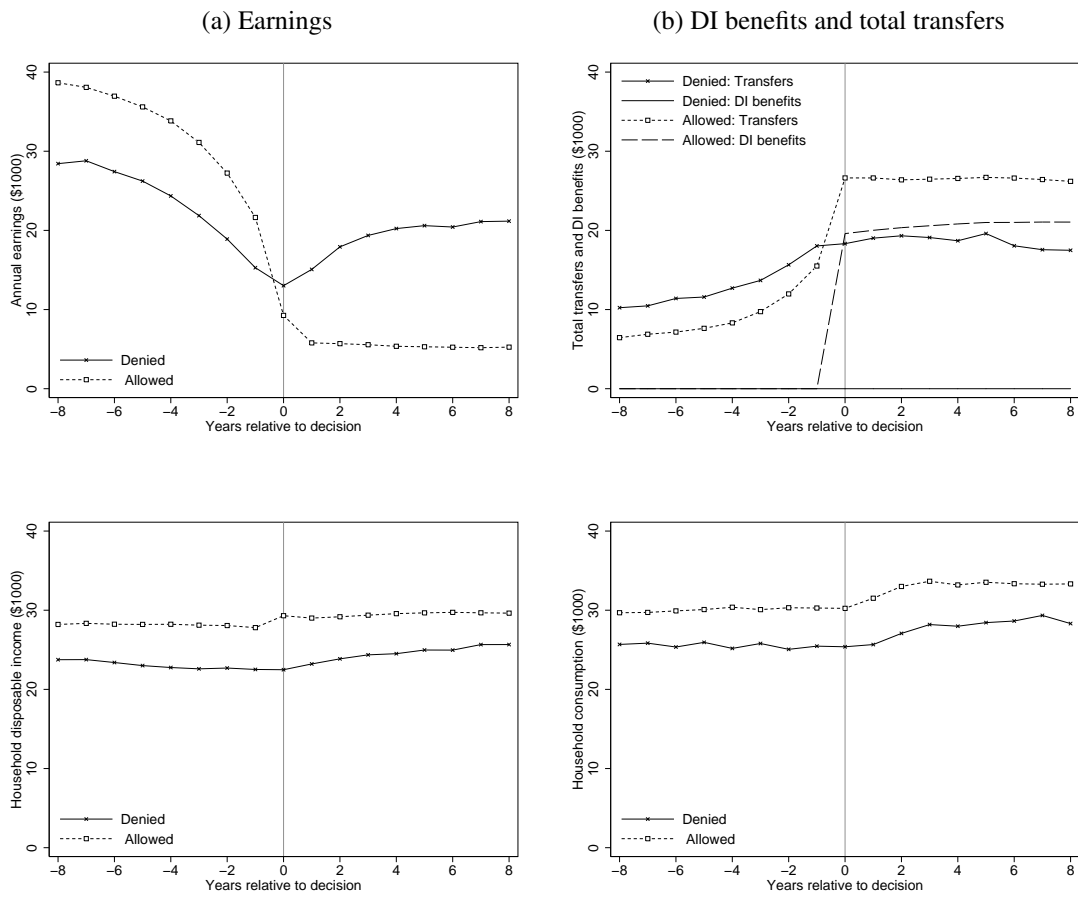 (a) Earnings
Annual earnings ($1000)
40
30
20
10
0
Denied
Allowed
−8 −6 −4 −2 0 2 4 6 8
Years relative to decision
(b) DI benefits and total transfers
Total transfers and DI benefits ($1000)
40
30
20
10
0
Denied: Transfers
Denied: DI benefits
Allowed: Transfers
Allowed: DI benefits
−8 −6 −4 −2 0 2 4 6 8
Years relative to decision
Household disposable income ($1000)
40
30
20
10
0
Denied
Allowed
−8 −6 −4 −2 0 2 4 6 8
Years relative to decision
Household consumption ($1000)
40
30
20
10
0
Denied
Allowed
−8 −6 −4 −2 0 2 4 6 8
Years relative to decision